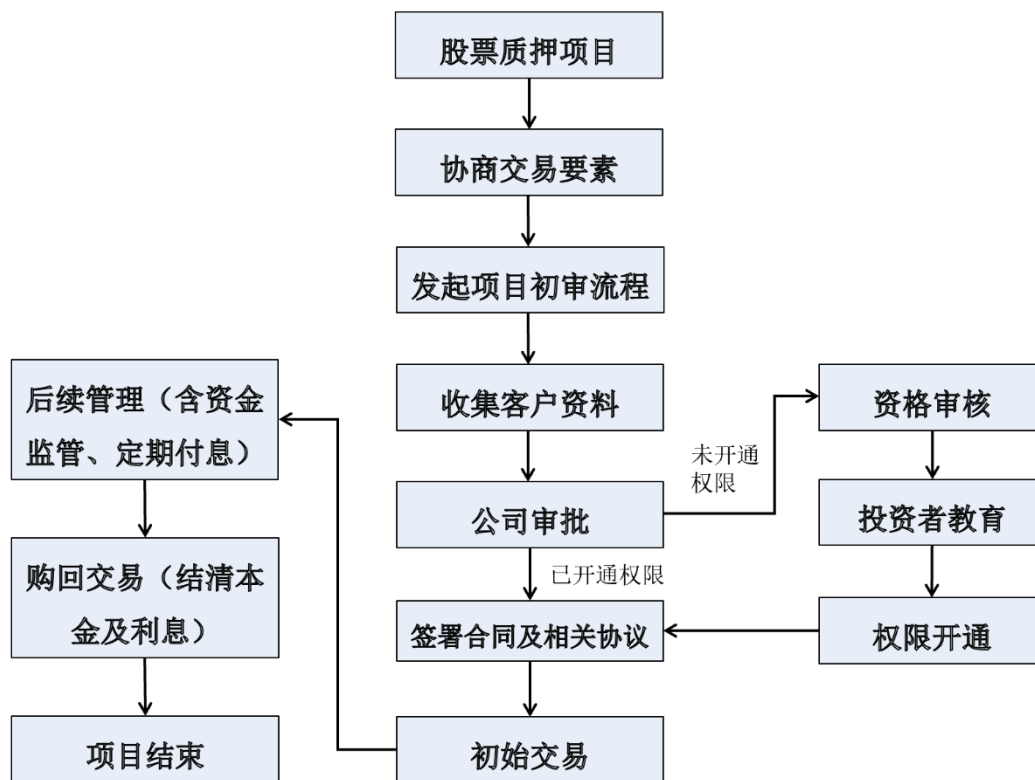 股票质押项目
协商交易要素
发起项目初审流程
收集客户资料
公司审批
未开通
权限
资格审核
投资者教育
权限开通
已开通权限
签署合同及相关协议
初始交易
后续管理（含资金
监管、定期付息）
购回交易（结清本
金及利息）
项目结束